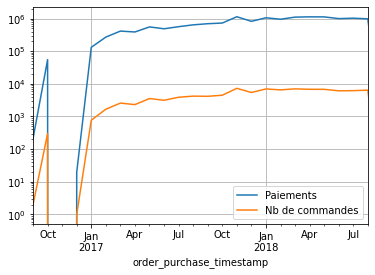 10⁶
10⁵
10⁴
10³
10²
10¹
10⁰
Paiements
Nb de commandes
Oct Jan Apr Jul Oct Jan Apr Jul
2017 2018
order_purchase_timestamp